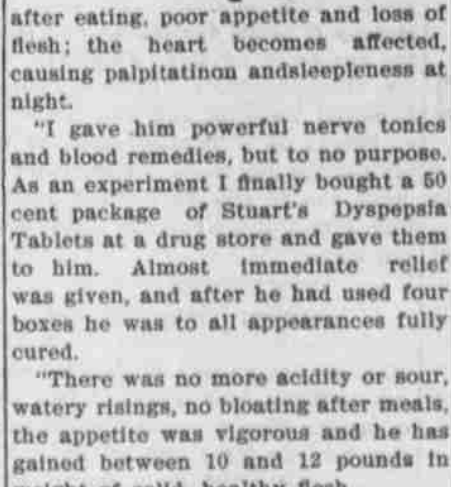 after eating, poor appetite and loss of
flesh; the heart becomes affected,
causing palpitatinon andsleepleness at
night.
"I gave him powerful nerve tonics
and blood remedies, but to no purpose.
As an experiment I finally bought a 50
cent package of Stuart's Dyspepsia
Tablets at a drug store and gave them
to him. Almost immediate relief
was given, and after he had used four
boxes he was to all appearances fully
cured.
"There was no more acidity or sour,
watery risings, no bloating after meals,
the appetite was vigorous and he has
gained between 10 and 12 pounds in
weight of solid, healthy flesh.